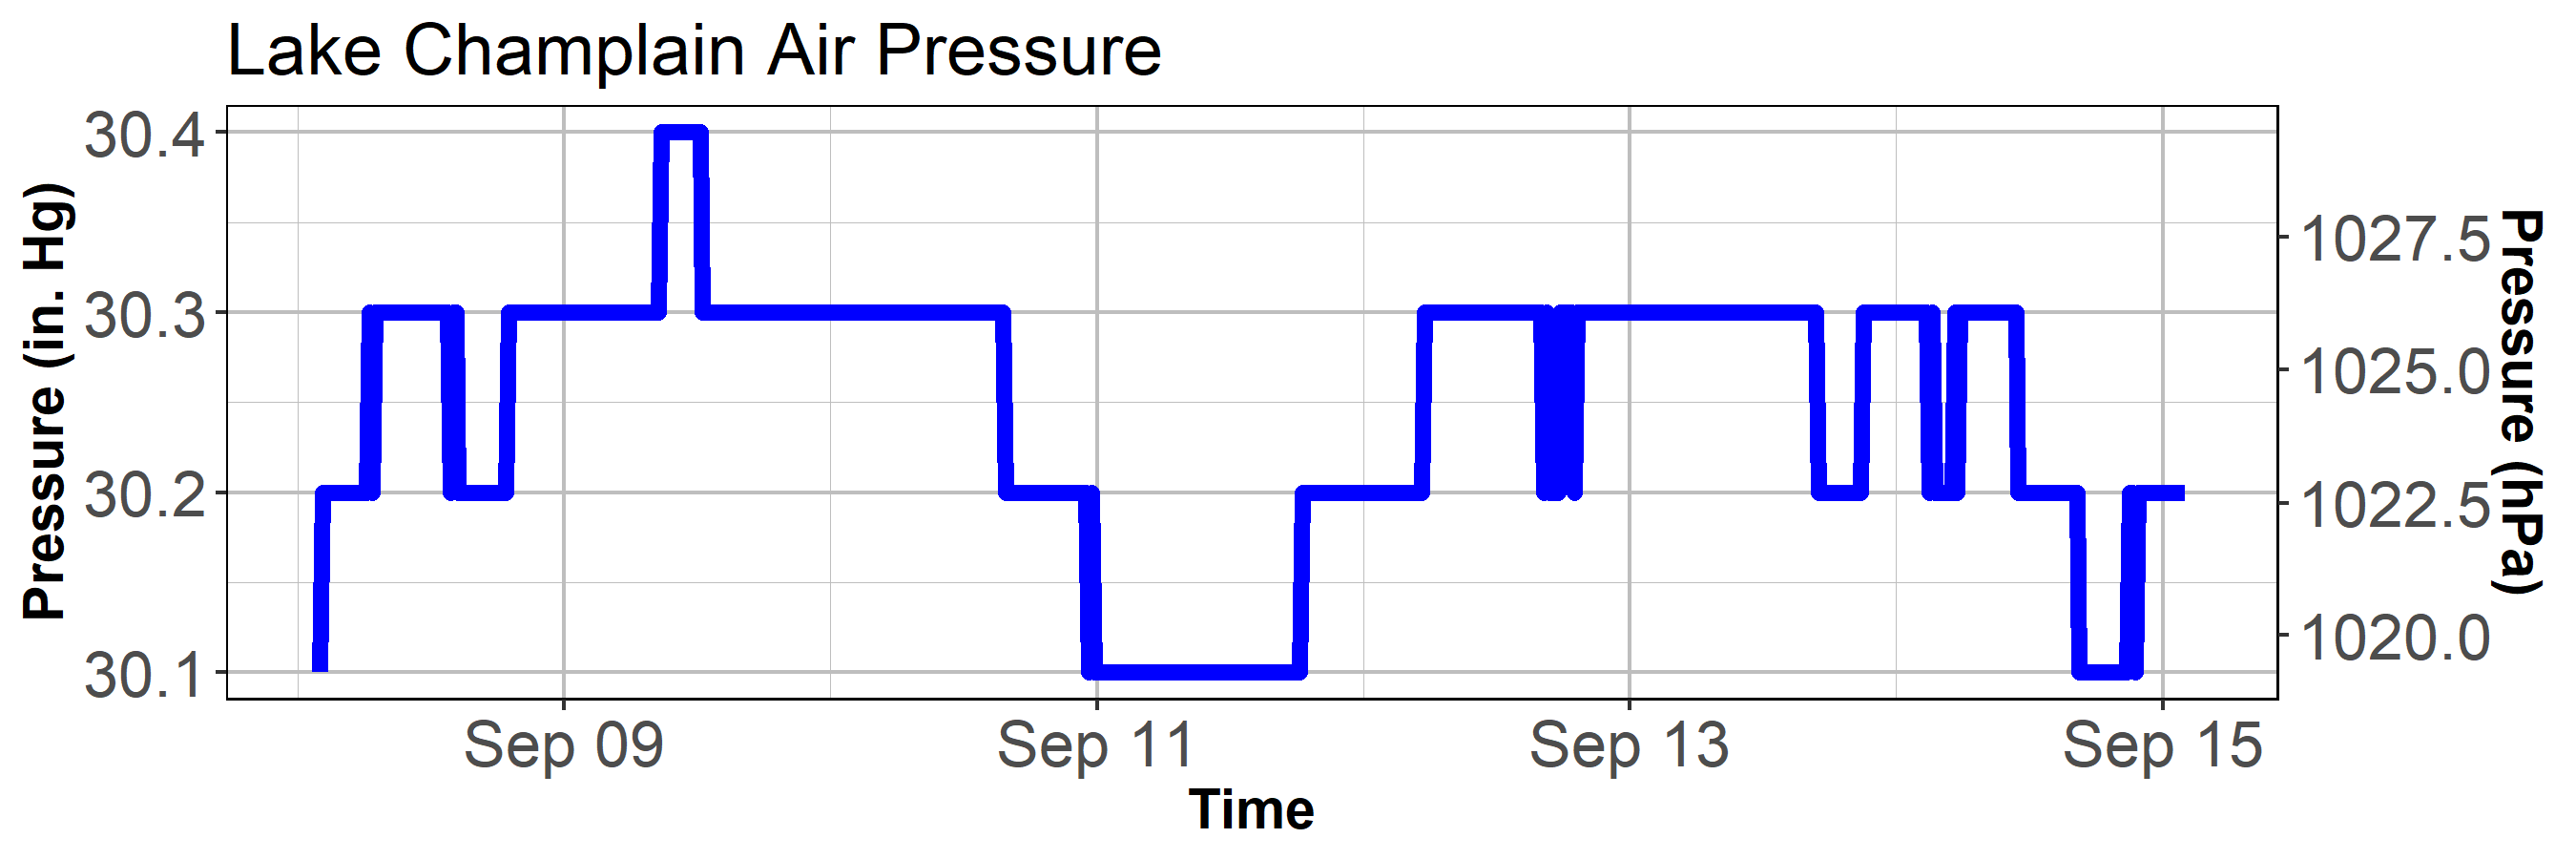 Lake Champlain Air Pressure
Pressure (in. Hg)
30.4
30.3
30.2
30.1
1027.5
1025.0
1022.5
1020.0
Pressure (hPa)
Sep 09 Sep 11 Sep 13 Sep 15
Time